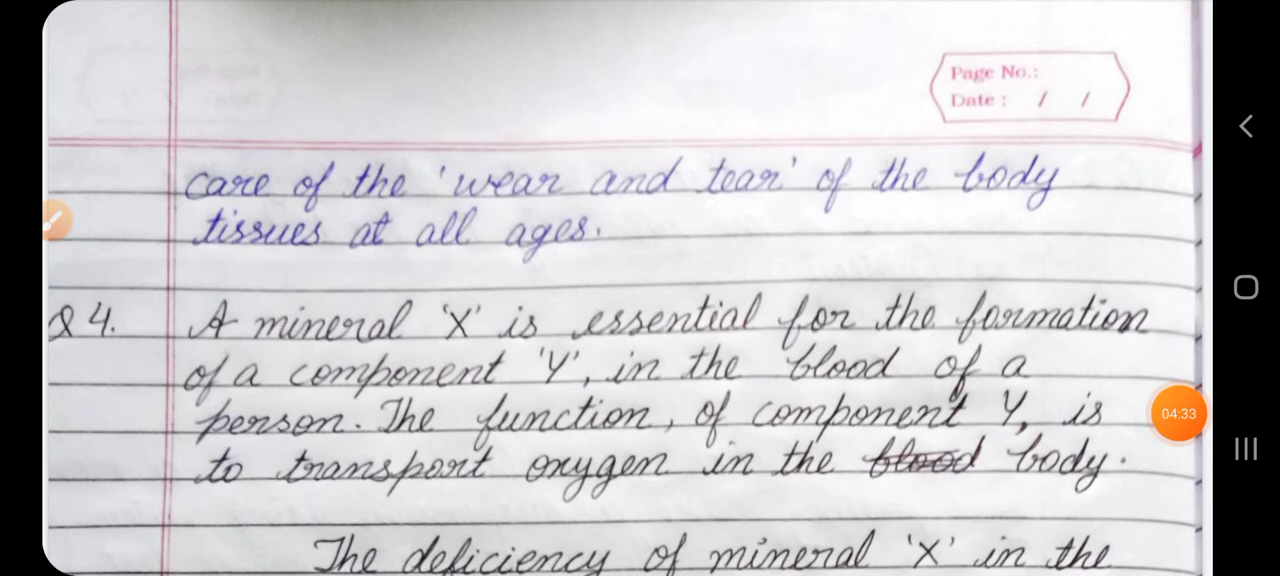 Page No.:
Date : / /
care of the 'wear and tear' of the body
tissues at all ages.
Q 4. A mineral 'X' is essential for the formation
of a component 'Y', in the blood of a
person. The function, of component Y, is
to transport oxygen in the blood body.
04:33
The deficiency of mineral 'X' in the